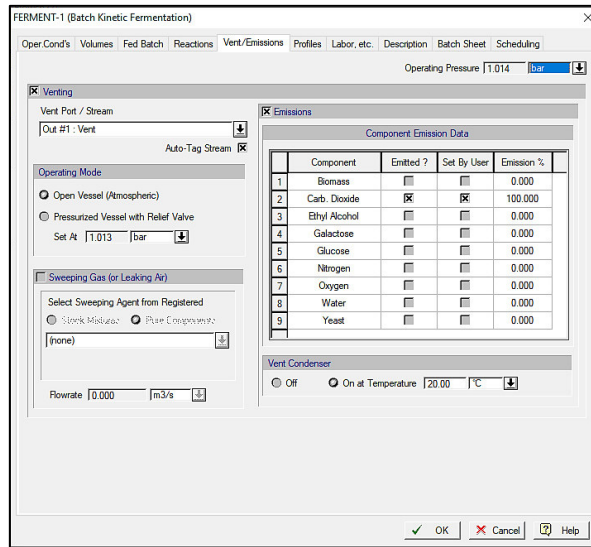 FERMENT-1 (Batch Kinetic Fermentation)
Oper.Cond's Volumes Fed Batch Reactions Vent/Emissions Profiles Labor, etc. Description Batch Sheet Scheduling
Operating Pressure 1.014 bar
Venting
Vent Port / Stream
Out #1 : Vent
Auto-Tag Stream
Operating Mode
Open Vessel (Atmospheric)
Pressurized Vessel with Relief Valve
Set At 1.013 bar
Sweeping Gas (or Leaking Air)
Select Sweeping Agent from Registered
Stock Mixtures Pure Components
(none)
Flowrate 0.000 m3/s
Emissions
Component Emission Data
Component Emitted ? Set By User Emission %
1 Biomass 0.000
2 Carb. Dioxide 100.000
3 Ethyl Alcohol 0.000
4 Galactose 0.000
5 Glucose 0.000
6 Nitrogen 0.000
7 Oxygen 0.000
8 Water 0.000
9 Yeast 0.000
Vent Condenser
Off On at Temperature 20.00 °C
OK Cancel Help